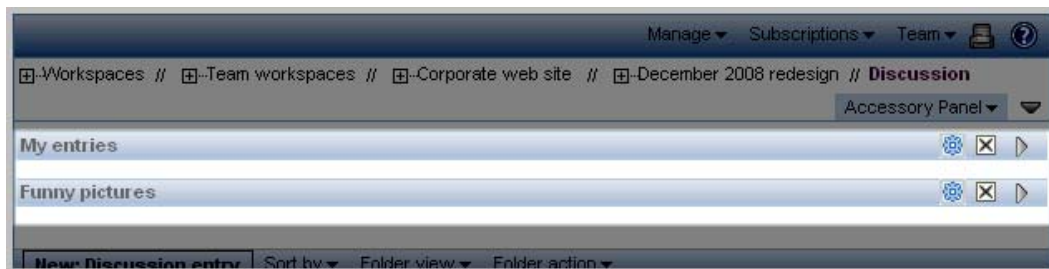 Manage Subscriptions Team
Workspaces // Team workspaces // Corporate web site // December 2008 redesign // Discussion
Accessory Panel
My entries
Funny pictures
New: Discussion entry Sort by Folder view Folder action